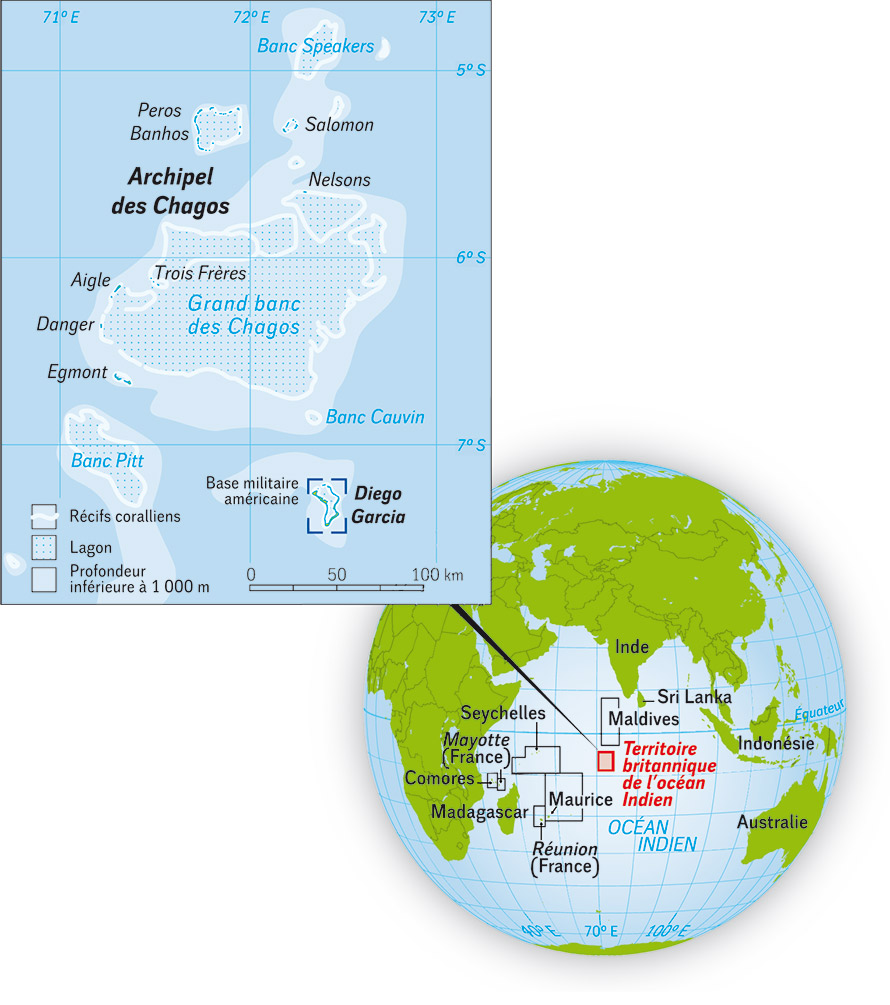 71° E
72° E
73° E
Banc Speakers
5° S
Peros
Banhos
Salomon
Archipel
des Chagos
Nelsons
6° S
Aigle
Trois Frères
Grand banc
des Chagos
Danger
Egmont
Banc Cauvin
7° S
Banc Pitt
Base militaire
américaine
Diego
Garcia
Récifs coralliens
Lagon
Profondeur
inférieure à 1 000 m
0
50
100 km
Inde
Sri Lanka
Maldives
Équateur
Seychelles
Mayotte
(France)
Comores
Madagascar
Maurice
Réunion
(France)
Territoire
britannique
de l'océan
Indien
Indonésie
OCÉAN
INDIEN
Australie
40° E
70° E
100° E